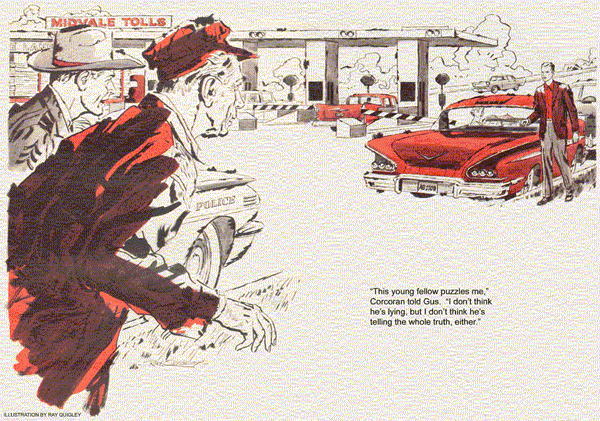 MIDVALE TOLLS
POLICE
"This young fellow puzzles me,"
Corcoran told Gus.  "I don't think
he's lying, but I don't think he's
telling the whole truth, either."
ILLUSTRATION BY RAY QUIGLEY